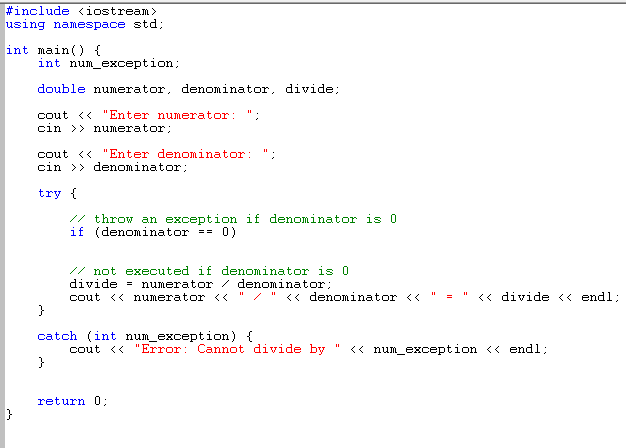 #include <iostream>
using namespace std;
int main() {
int num_exception;
double numerator, denominator, divide;
cout << "Enter numerator: ";
cin >> numerator;
cout << "Enter denominator: ";
cin >> denominator;
try {
// throw an exception if denominator is 0
if (denominator == 0)
// not executed if denominator is 0
divide = numerator / denominator;
cout << numerator << " / " << denominator << " = " << divide << endl;
}
catch (int num_exception) {
cout << "Error: Cannot divide by " << num_exception << endl;
}
return 0;
}